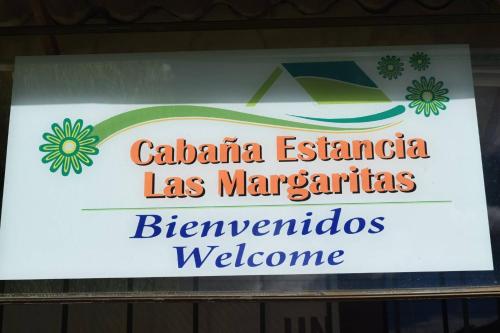 Cabaña Estancia
Las Margaritas
Bienvenidos
Welcome